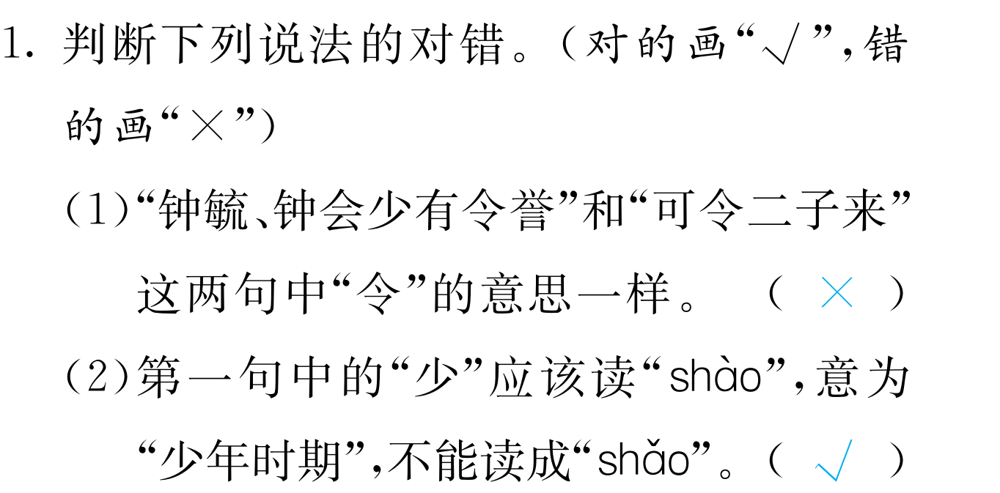 1. 判断下列说法的对错。(对的画“√”,错
的画“×”)
(1)“钟毓、钟会少有令誉”和“可令二子来”
这两句中“令”的意思一样。 ( × )
(2)第一句中的“少”应该读“shào”,意为
“少年时期”,不能读成“shǎo”。( √ )